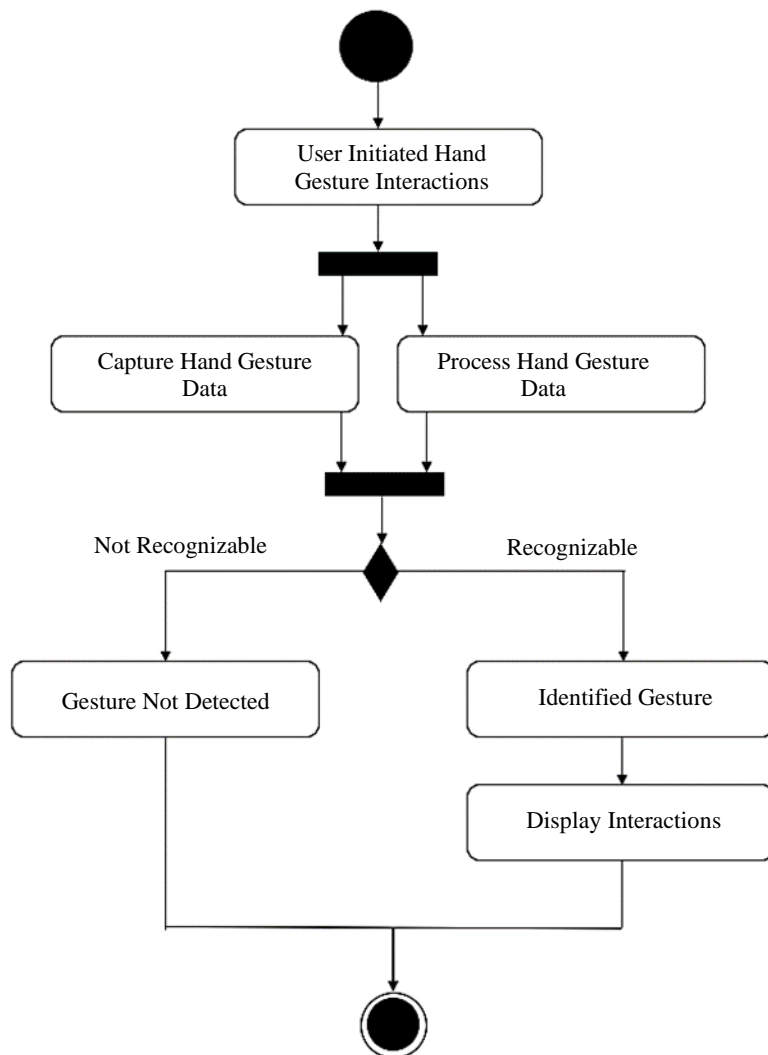 User Initiated Hand
Gesture Interactions
Capture Hand Gesture
Data
Process Hand Gesture
Data
Not Recognizable
Recognizable
Gesture Not Detected
Identified Gesture
Display Interactions